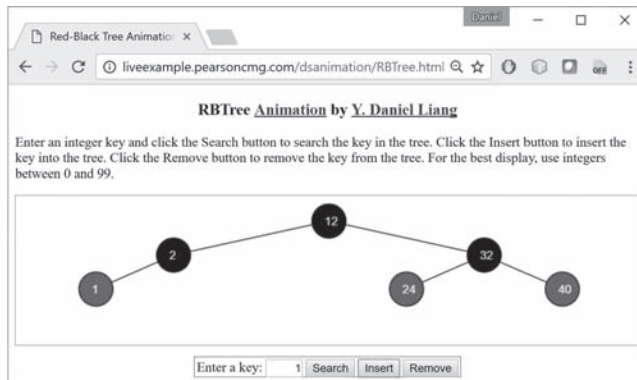 Daniel
Red-Black Tree Animatio
liveexample.pearsoncmg.com/dsanimation/RBTree.html
OFF
RBTree Animation by Y. Daniel Liang
Enter an integer key and click the Search button to search the key in the tree. Click the Insert button to insert the
key into the tree. Click the Remove button to remove the key from the tree. For the best display, use integers
between 0 and 99.
12
2 32
1 24 40
Enter a key: 1 Search Insert Remove